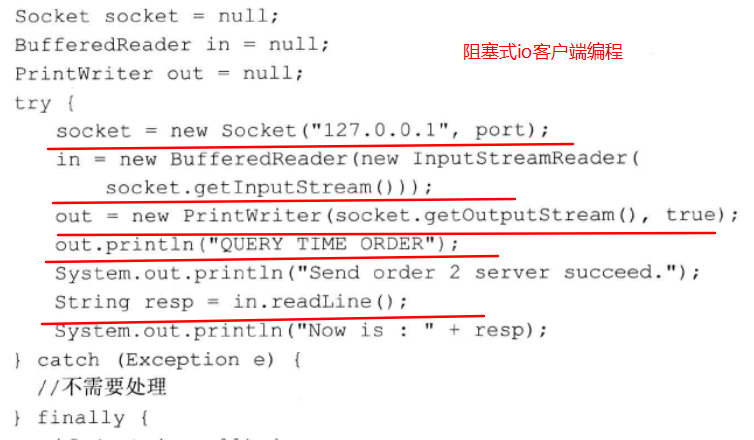 Socket socket = null;
BufferedReader in = null;
阻塞式io客户端编程
PrintWriter out = null;
try {
socket = new Socket("127.0.0.1", port);
in = new BufferedReader(new InputStreamReader(
socket.getInputStream()));
out = new PrintWriter(socket.getOutputStream(), true);
out.println("QUERY TIME ORDER");
System.out.println("Send order 2 server succeed.");
String resp = in.readLine();
System.out.println("Now is : " + resp);
} catch (Exception e) {
//不需要处理
} finally {